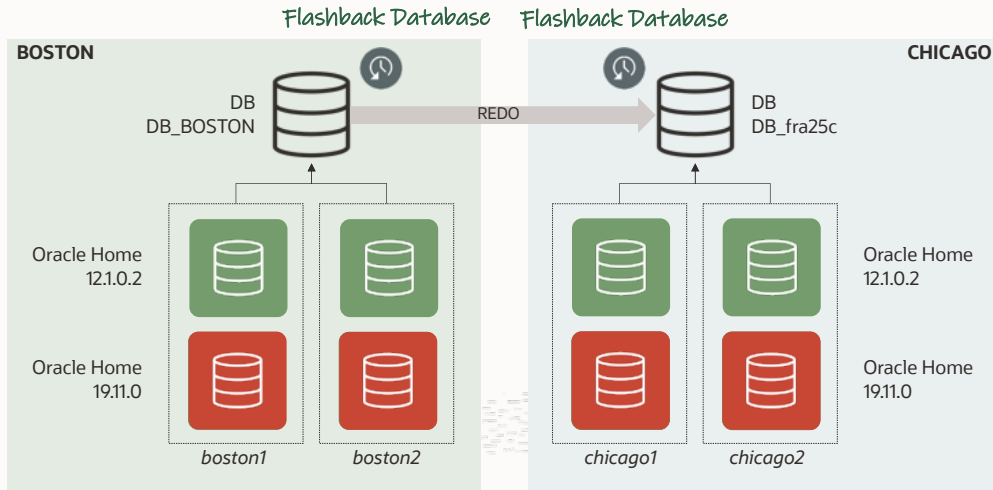 Flashback Database Flashback Database
BOSTON
CHICAGO
DB
DB_BOSTON
REDO
DB
DB_fra25c
Oracle Home
12.1.0.2
Oracle Home
12.1.0.2
Oracle Home
19.11.0
Oracle Home
19.11.0
boston1
boston2
chicago1
chicago2